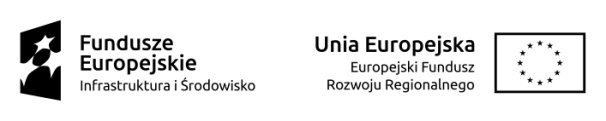 Fundusze
Europejskie
Infrastruktura i Środowisko
Unia Europejska
Europejski Fundusz
Rozwoju Regionalnego